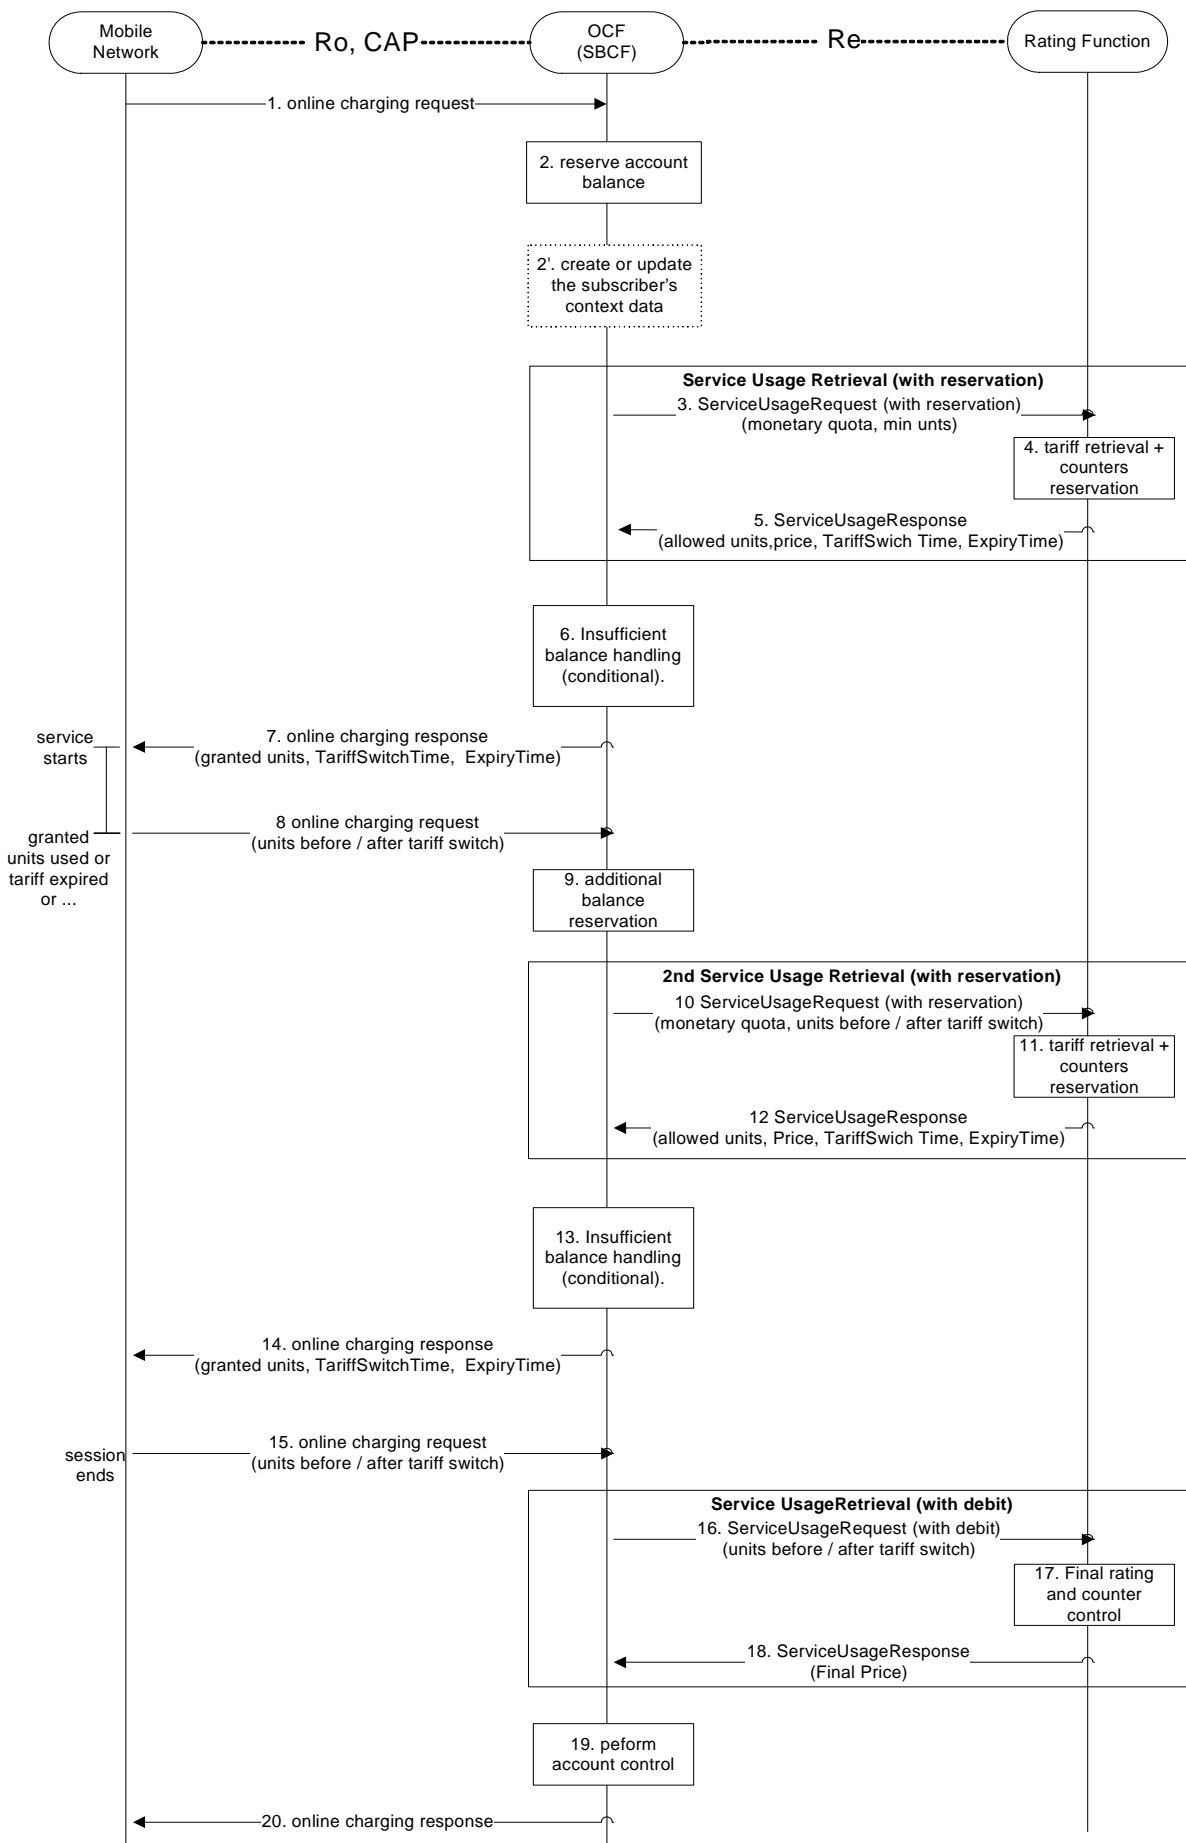 Mobile
Network
Ro, CAP
OCF
(SBCF)
Re
Rating Function
1. online charging request
2. reserve account
balance
2'. create or update
the subscriber's
context data
Service Usage Retrieval (with reservation)
3. ServiceUsageRequest (with reservation)
(monetary quota, min unts)
4. tariff retrieval +
counters
reservation
5. ServiceUsageResponse
(allowed units,price, TariffSwich Time, ExpiryTime)
6. Insufficient
balance handling
(conditional).
service
starts
7. online charging response
(granted units, TariffSwitchTime, ExpiryTime)
8 online charging request
(units before / after tariff switch)
granted
units used or
tariff expired
or ...
9. additional
balance
reservation
2nd Service Usage Retrieval (with reservation)
10 ServiceUsageRequest (with reservation)
(monetary quota, units before / after tariff switch)
11. tariff retrieval +
counters
reservation
12 ServiceUsageResponse
(allowed units, Price, TariffSwich Time, ExpiryTime)
13. Insufficient
balance handling
(conditional).
14. online charging response
(granted units, TariffSwitchTime, ExpiryTime)
session
ends
15. online charging request
(units before / after tariff switch)
Service UsageRetrieval (with debit)
16. ServiceUsageRequest (with debit)
(units before / after tariff switch)
17. Final rating
and counter
control
18. ServiceUsageResponse
(Final Price)
19. peform
account control
20. online charging response